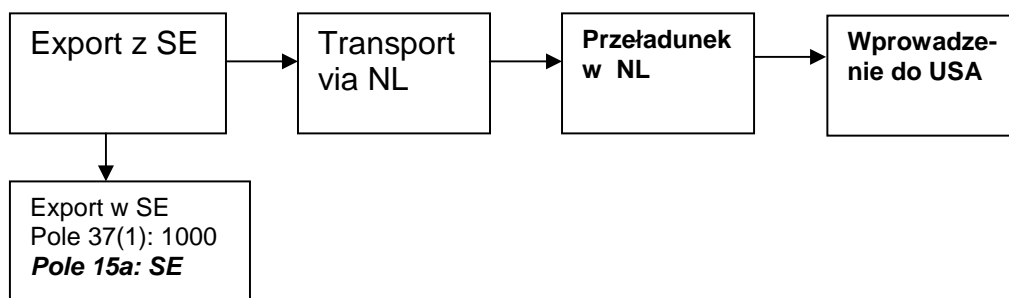 Export z SE
Transport
via NL
Przeładunek
w NL
Wprowadze-
nie do USA
Export w SE
Pole 37(1): 1000
Pole 15a: SE